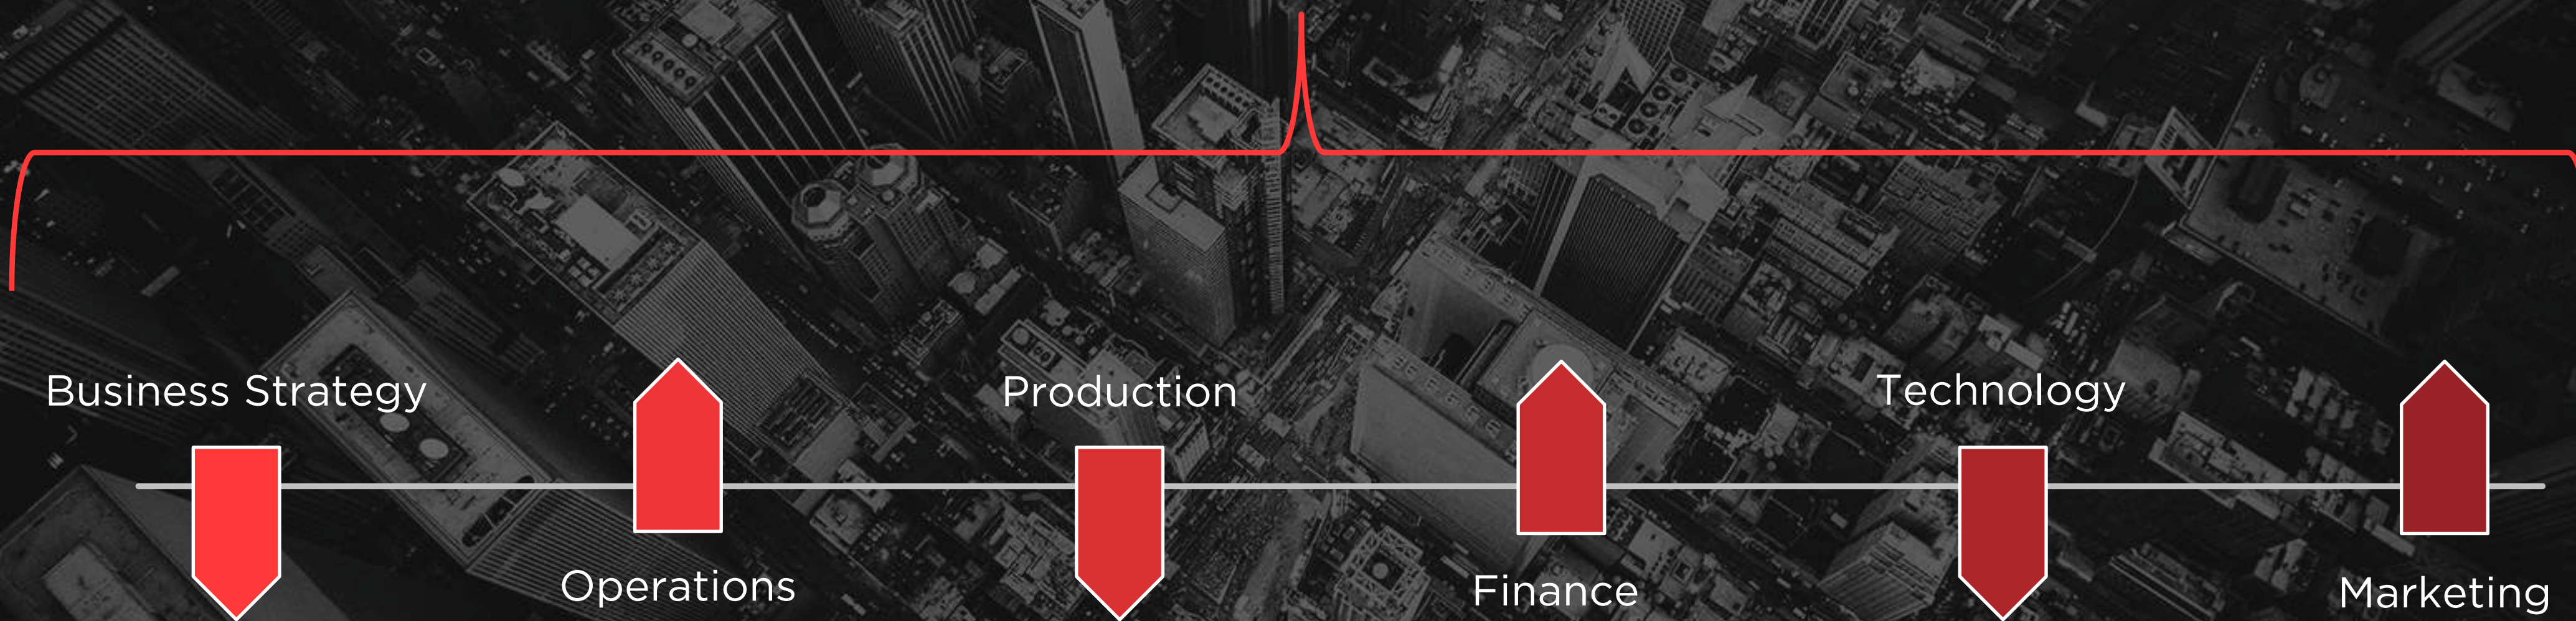 Business Strategy
Operations
Production
Finance
Technology
Marketing